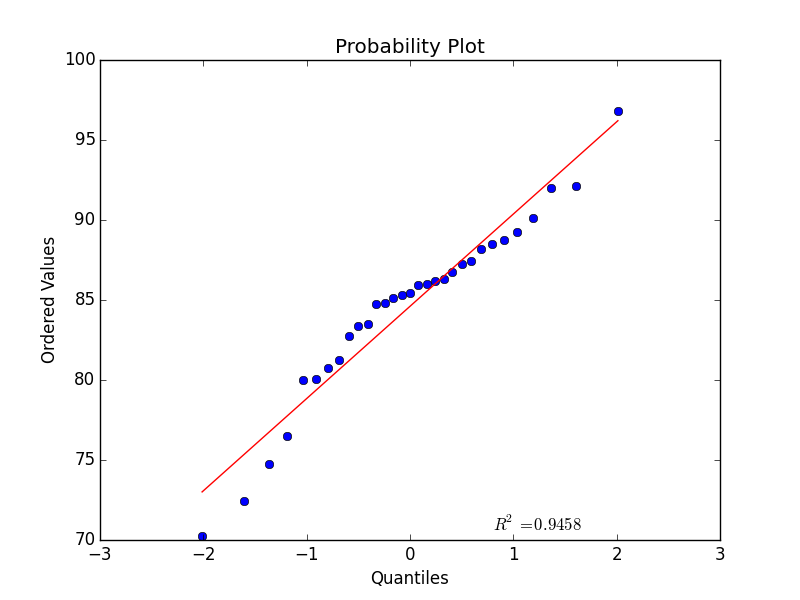 Probability Plot
100
95
90
85
80
75
70
Ordered Values
−3 −2 −1 0 1 2 3
Quantiles
R² =0.9458